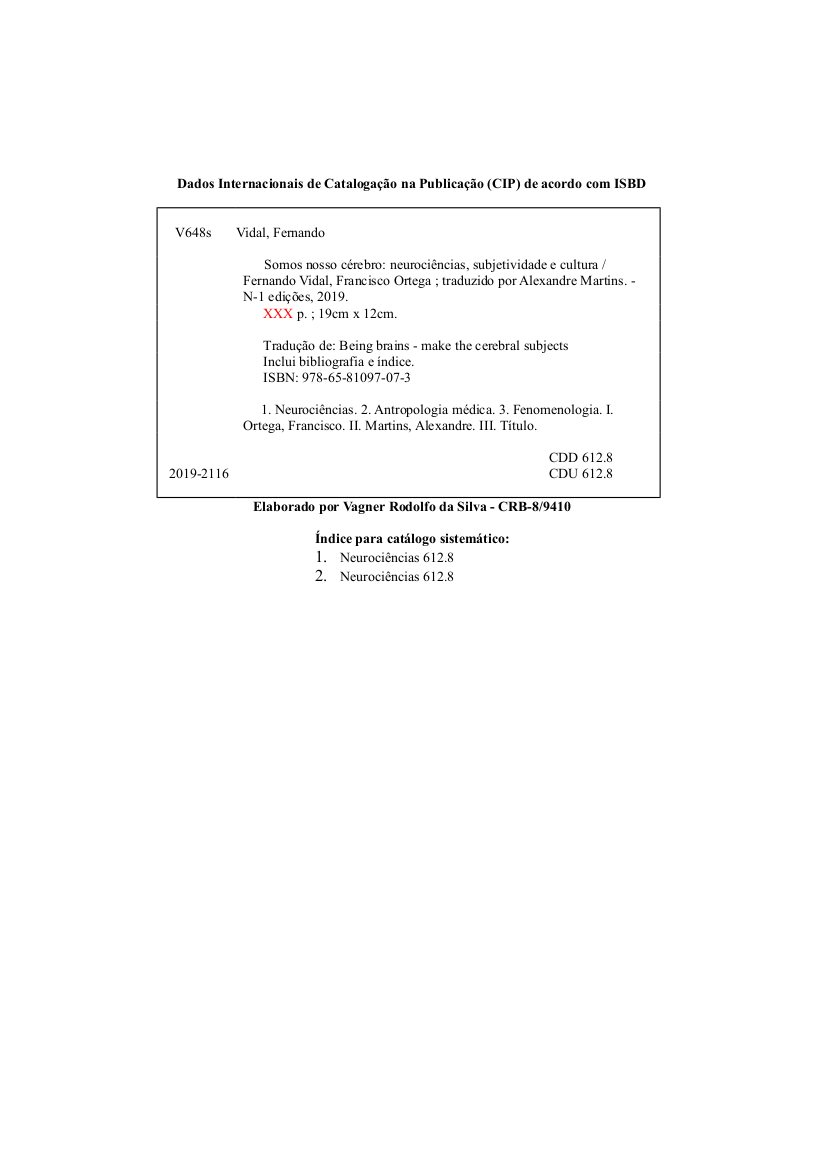 Dados Internacionais de Catalogação na Publicação (CIP) de acordo com ISBD
V648s Vidal, Fernando
Somos nosso cérebro: neurociências, subjetividade e cultura /
Fernando Vidal, Francisco Ortega ; traduzido por Alexandre Martins. -
N-1 edições, 2019.
XXX p. ; 19cm x 12cm.
Tradução de: Being brains - make the cerebral subjects
Inclui bibliografia e índice.
ISBN: 978-65-81097-07-3
1. Neurociências. 2. Antropologia médica. 3. Fenomenologia. I.
Ortega, Francisco. II. Martins, Alexandre. III. Título.
CDD 612.8
2019-2116 CDU 612.8
Elaborado por Vagner Rodolfo da Silva - CRB-8/9410
Índice para catálogo sistemático:
1. Neurociências 612.8
2. Neurociências 612.8